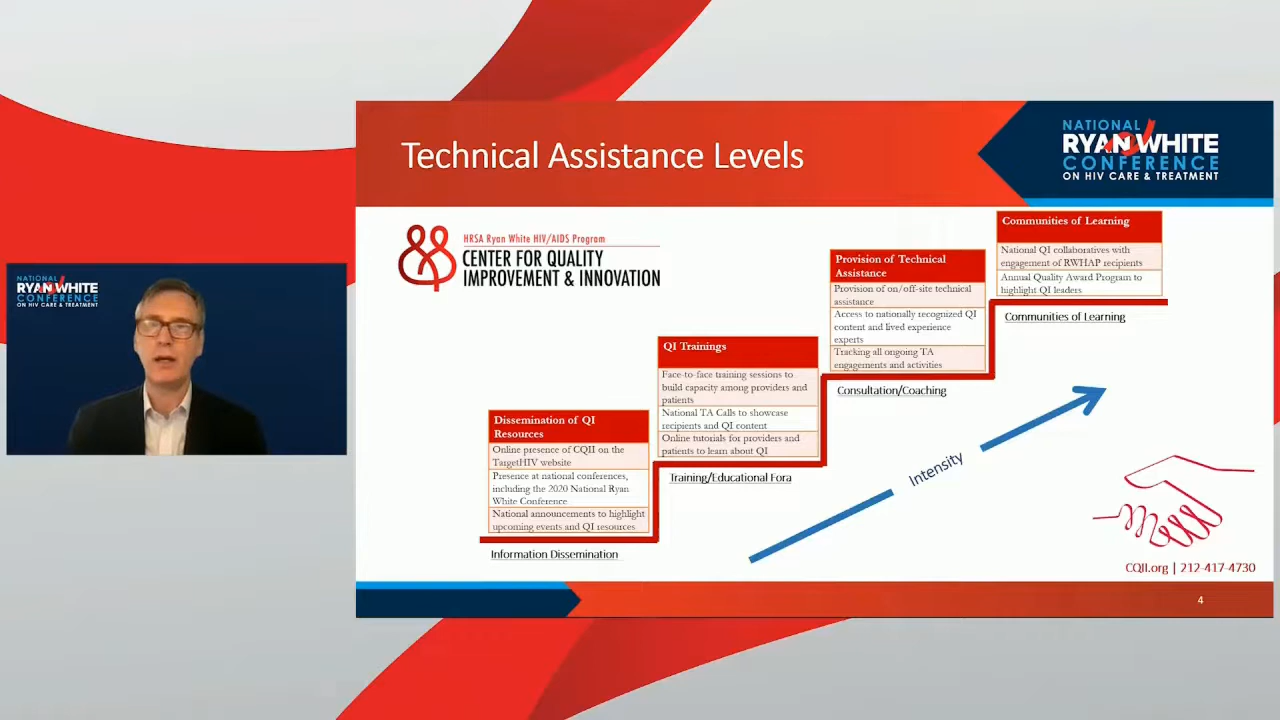 NATIONAL
RYAN WHITE
CONFERENCE
ON HIV CARE & TREATMENT
Technical Assistance Levels
NATIONAL
RYAN WHITE
CONFERENCE
ON HIV CARE & TREATMENT
HRSA Ryan White HIV/AIDS Program
CENTER FOR QUALITY
IMPROVEMENT & INNOVATION
Dissemination of QI
Resources
Online presence of CQII on the
TargetHIV website
Presence at national conferences,
including the 2020 National Ryan
White Conference
National announcements to highlight
upcoming events and QI resources
Information Dissemination
QI Trainings
Face-to-face training sessions to
build capacity among providers and
patients
National TA Calls to showcase
recipients and QI content
Online tutorials for providers and
patients to learn about QI
Training/Educational Fora
Provision of Technical
Assistance
Provision of on/off-site technical
assistance
Access to nationally recognized QI
content and lived experience
experts
Tracking all ongoing TA
engagements and activities
Consultation/Coaching
Communities of Learning
National QI collaboratives with
engagement of RWHAP recipients
Annual Quality Award Program to
highlight QI leaders
Communities of Learning
Intensity
CQII.org | 212-417-4730
4